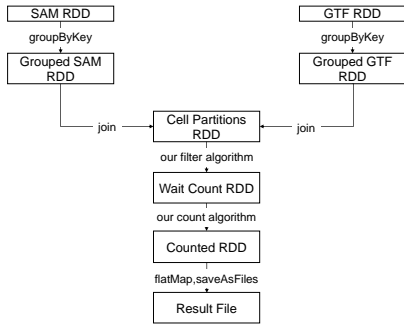 SAM RDD
GTF RDD
groupByKey
groupByKey
Grouped SAM
RDD
Grouped GTF
RDD
join
Cell Partitions
RDD
join
our filter algorithm
Wait Count RDD
our count algorithm
Counted RDD
flatMap,saveAsFiles
Result File